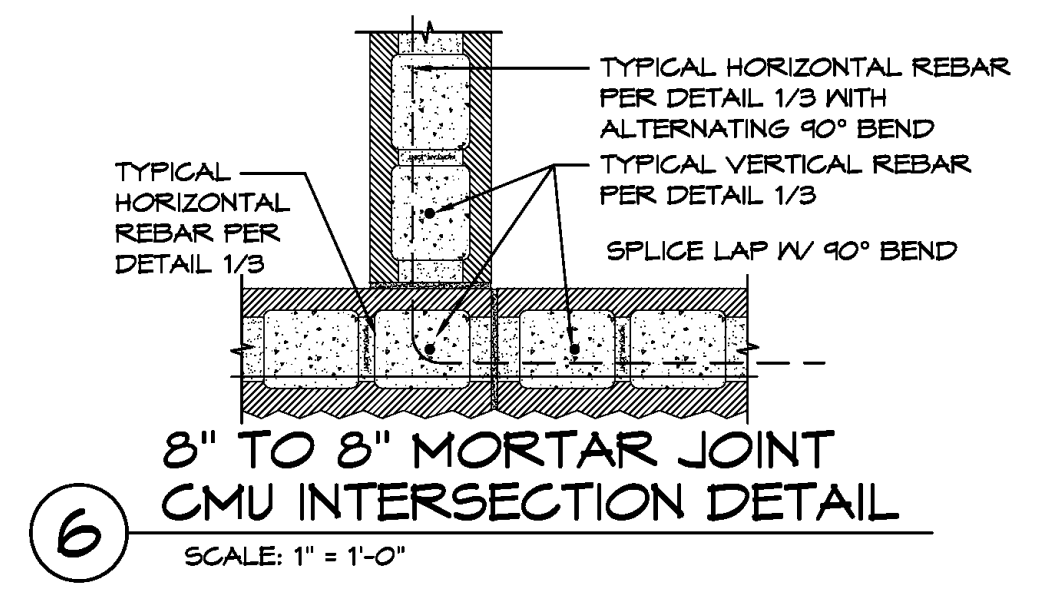 TYPICAL HORIZONTAL REBAR
PER DETAIL 1/3 WITH
ALTERNATING 90° BEND
TYPICAL VERTICAL REBAR
PER DETAIL 1/3
SPLICE LAP W/ 90° BEND
TYPICAL
HORIZONTAL
REBAR PER
DETAIL 1/3
8" TO 8" MORTAR JOINT
CMU INTERSECTION DETAIL
6
SCALE: 1" = 1'-0"